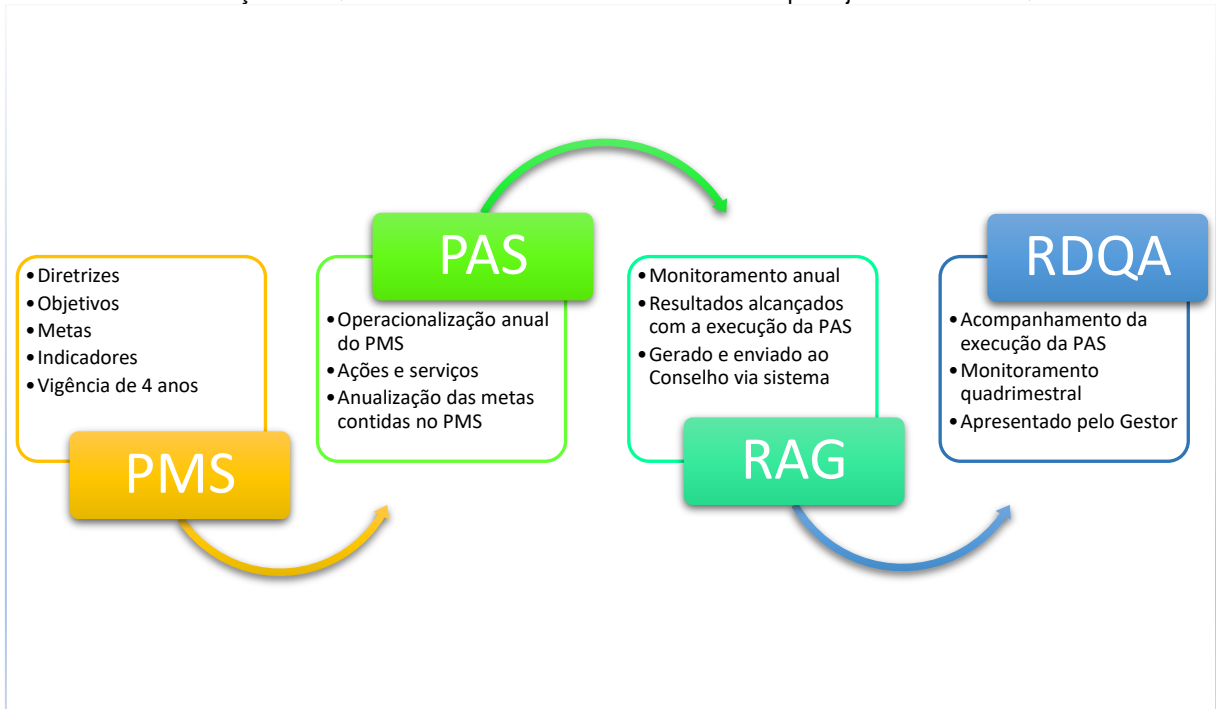 • Diretrizes
• Objetivos
• Metas
• Indicadores
• Vigência de 4 anos
PMS
PAS
• Operacionalização anual
do PMS
• Ações e serviços
• Anualização das metas
contidas no PMS
• Monitoramento anual
• Resultados alcançados
com a execução da PAS
• Gerado e enviado ao
Conselho via sistema
RAG
RDQA
• Acompanhamento da
execução da PAS
• Monitoramento
quadrimestral
• Apresentado pelo Gestor